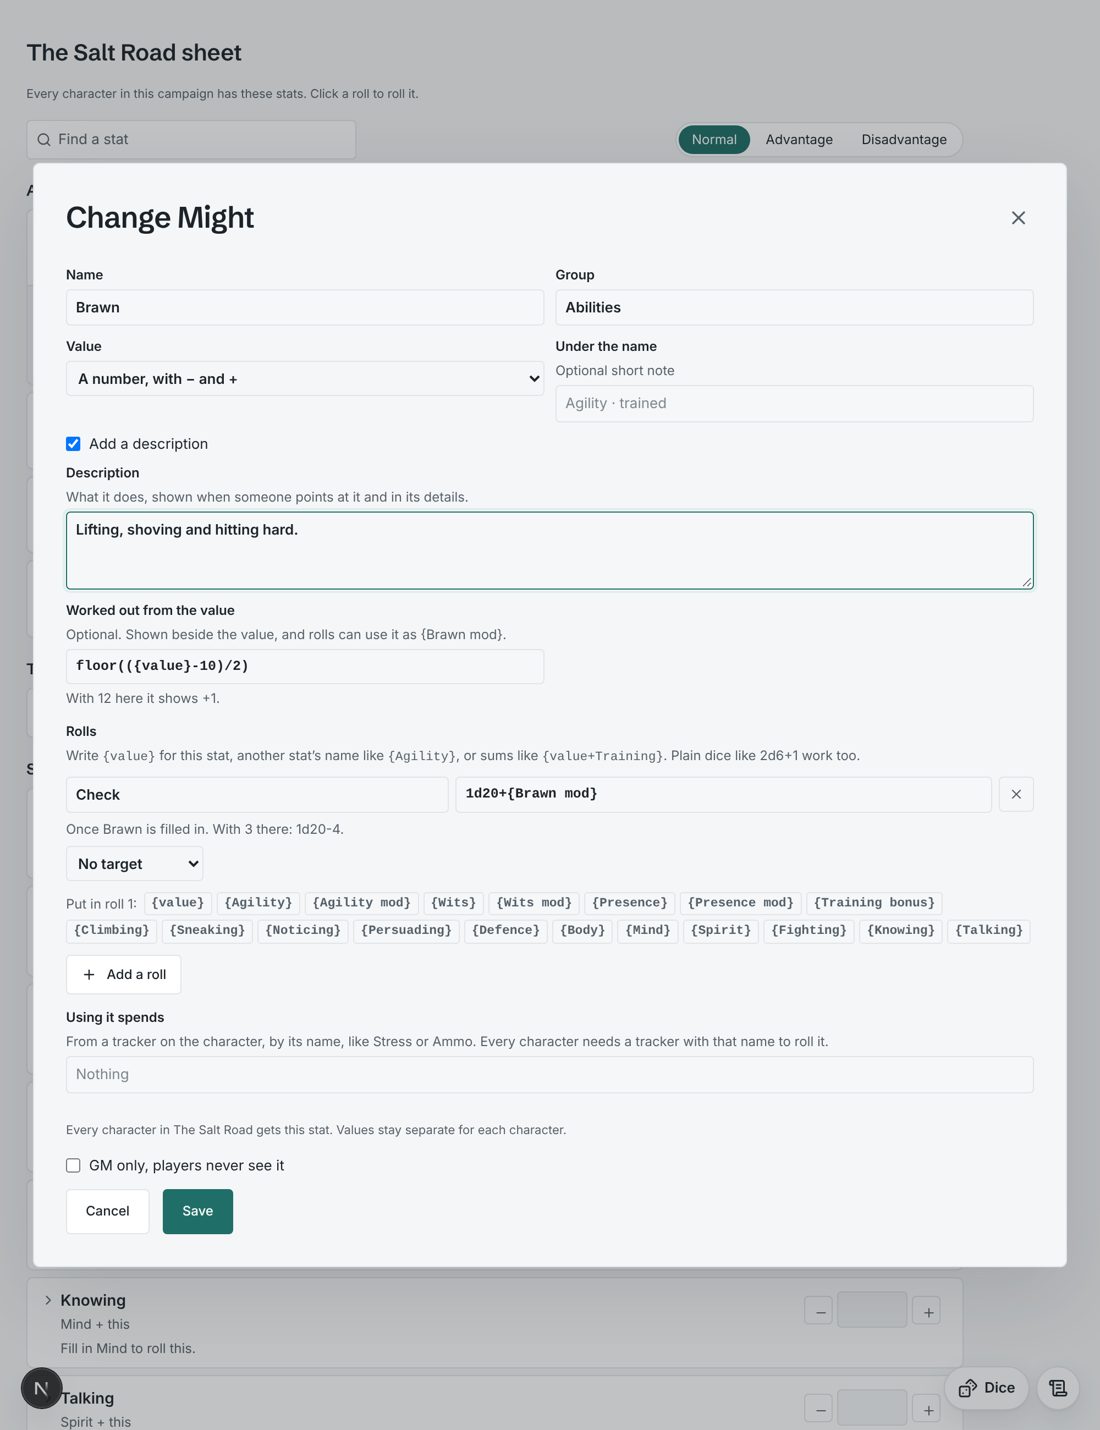 The Salt Road sheet
Every character in this campaign has these stats. Click a roll to roll it.
Find a stat
Normal Advantage Disadvantage
Change Might
Name Group
Brawn Abilities
Value Under the name
A number, with − and + Optional short note
Agility · trained
Add a description
Description
What it does, shown when someone points at it and in its details.
Lifting, shoving and hitting hard.
Worked out from the value
Optional. Shown beside the value, and rolls can use it as {Brawn mod}.
floor(({value}-10)/2)
With 12 here it shows +1.
Rolls
Write {value} for this stat, another stat’s name like {Agility}, or sums like {value+Training}. Plain dice like 2d6+1 work too.
Check 1d20+{Brawn mod}
Once Brawn is filled in. With 3 there: 1d20-4.
No target
Put in roll 1: {value} {Agility} {Agility mod} {Wits} {Wits mod} {Presence} {Presence mod} {Training bonus}
{Climbing} {Sneaking} {Noticing} {Persuading} {Defence} {Body} {Mind} {Spirit} {Fighting} {Knowing} {Talking}
+ Add a roll
Using it spends
From a tracker on the character, by its name, like Stress or Ammo. Every character needs a tracker with that name to roll it.
Nothing
Every character in The Salt Road gets this stat. Values stay separate for each character.
GM only, players never see it
Cancel Save
Knowing
Mind + this
Fill in Mind to roll this.
N
Talking
Spirit + this
Dice